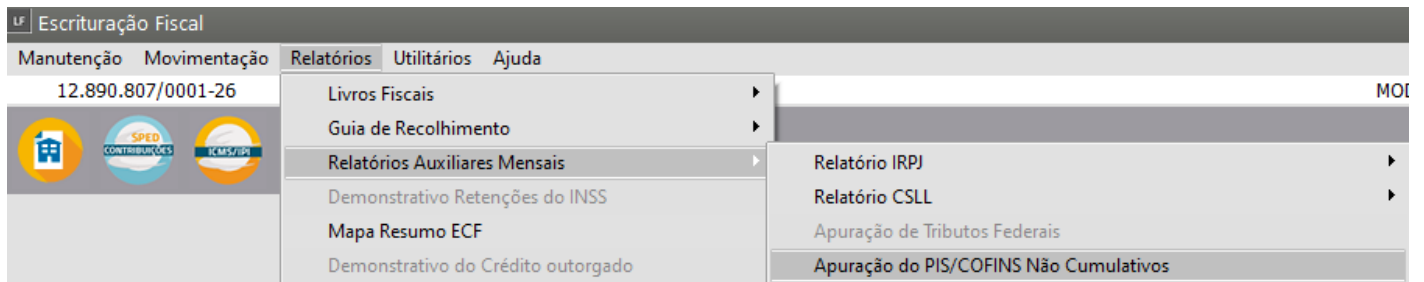 LF Escrituração Fiscal
Manutenção Movimentação Relatórios Utilitários Ajuda
12.890.807/0001-26 MOD
SPED CONTRIBUIÇÕES ICMS/IPI
Livros Fiscais
Guia de Recolhimento
Relatórios Auxiliares Mensais
Demonstrativo Retenções do INSS
Mapa Resumo ECF
Demonstrativo do Crédito outorgado
Relatório IRPJ
Relatório CSLL
Apuração de Tributos Federais
Apuração do PIS/COFINS Não Cumulativos